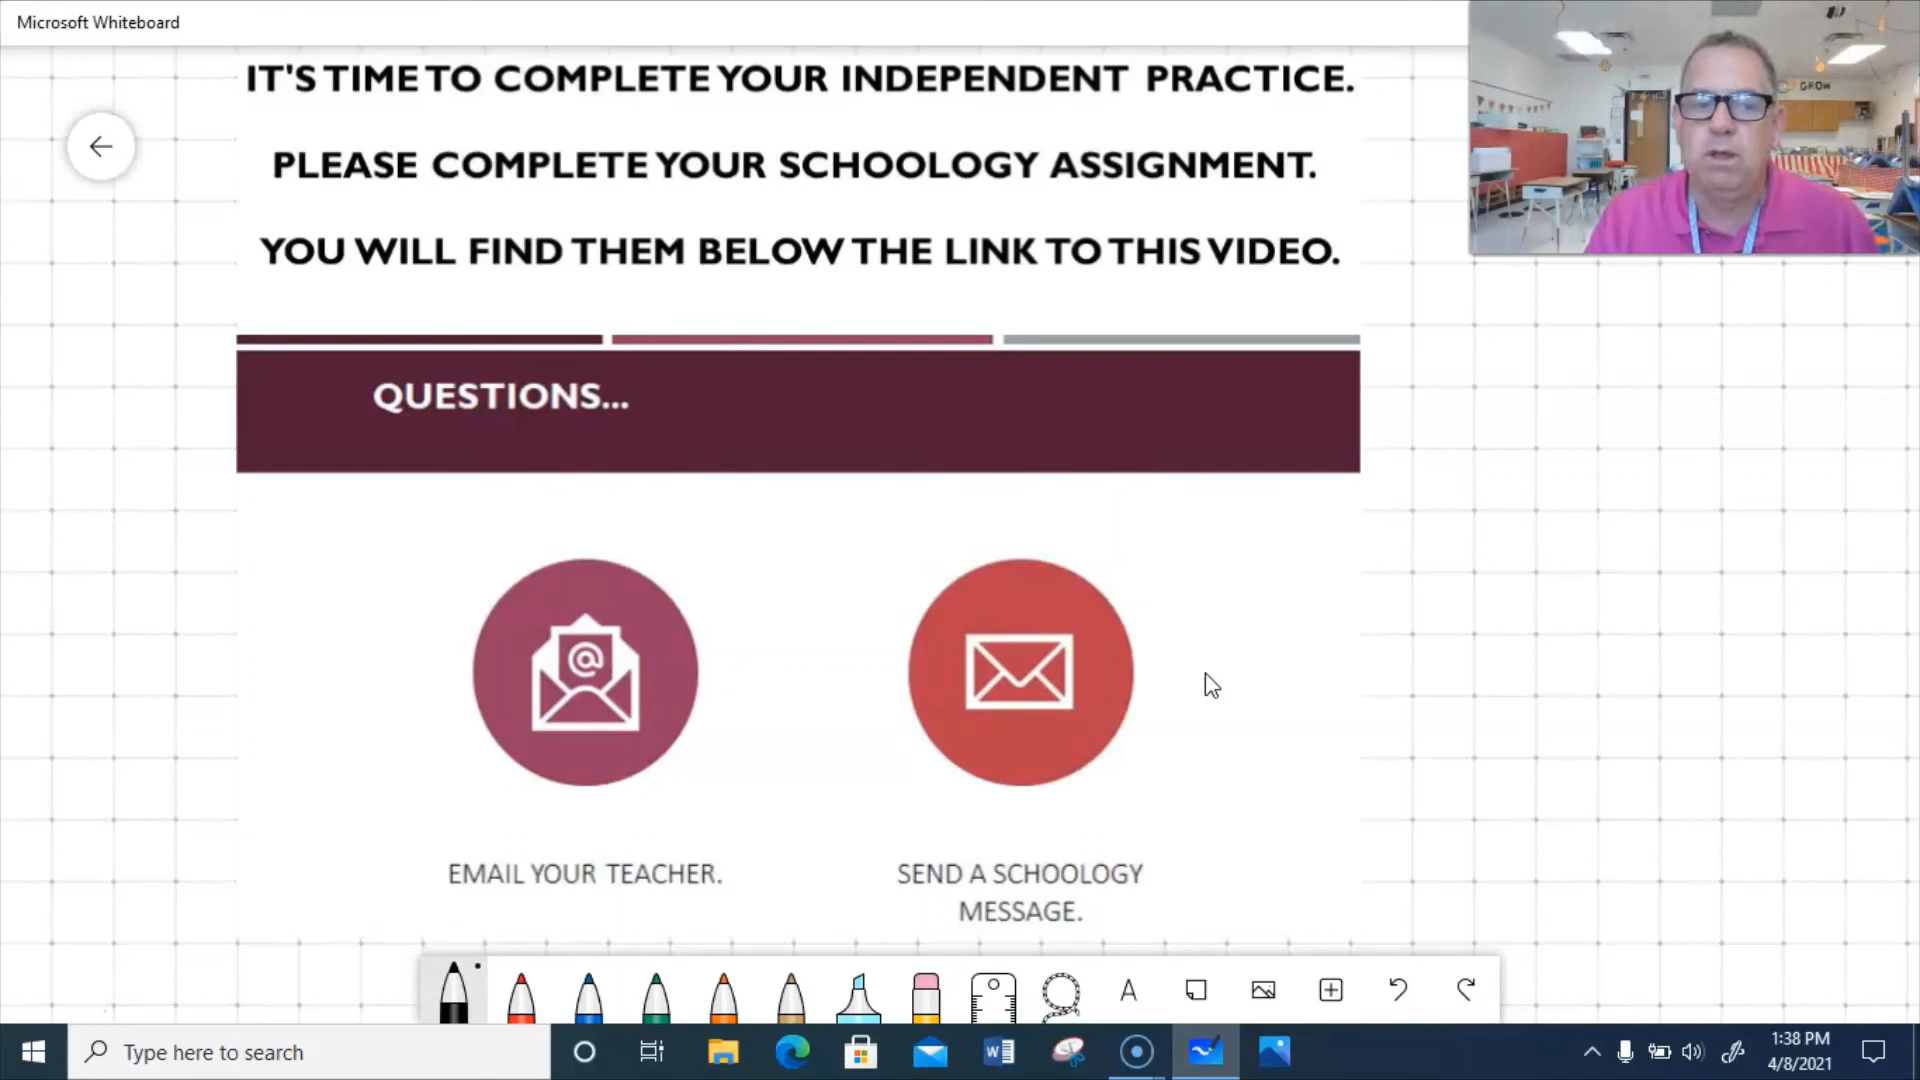 Microsoft Whiteboard
IT'S TIME TO COMPLETE YOUR INDEPENDENT PRACTICE.
PLEASE COMPLETE YOUR SCHOOLOGY ASSIGNMENT.
YOU WILL FIND THEM BELOW THE LINK TO THIS VIDEO.
GROW
QUESTIONS...
@
EMAIL YOUR TEACHER.
SEND A SCHOOLOGY
MESSAGE.
A
Type here to search
W
1:38 PM
4/8/2021